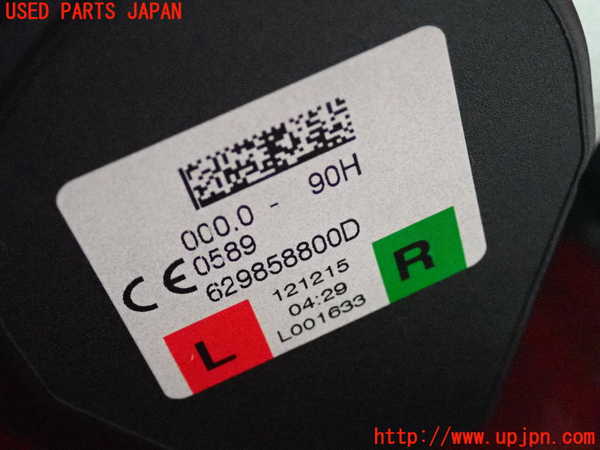 USED PARTS JAPAN
000.0 - 90H
CE 0589
629858800D
121215
04:29
L001633
L
R
http://www.upjpn.com/